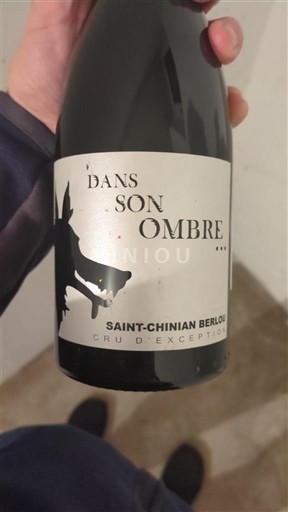 DANS
SON
OMBRE
...
SAINT-CHINIAN BERLOU
CRU D'EXCEPTION